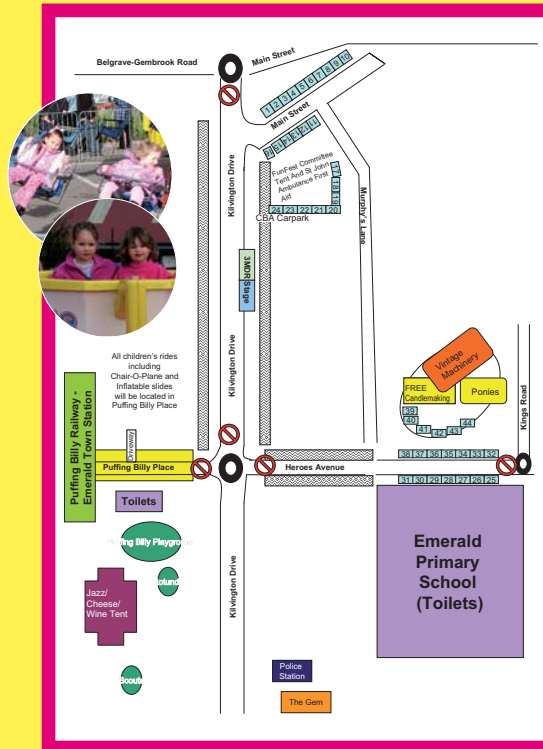 Belgrave-Gembrook Road
Main Street
1 2 3 4 5 6 7 8 9 10
Main Street
16 15 14 13 12 11
Kilvington Drive
FunFest Committee
Tent And St John
Ambulance First
Aid
17
18
19
24 23 22 21 20
CBA Carpark
Murphy's Lane
3MDR
Stage
Kilvington Drive
All children's rides
including
Chair-O-Plane and
Inflatable slides
will be located in
Puffing Billy Place
Vintage
Machinery
FREE
Candlemaking
Ponies
Kings Road
39
40
41 42 43 44
Puffing Billy Railway -
Emerald Town Station
Driveway
Puffing Billy Place
Heroes Avenue
38 37 36 35 34 33 32
31 30 29 28 27 26 25
Toilets
Puffing Billy Playground
Rotunda
Jazz/
Cheese/
Wine Tent
Kilvington Drive
Emerald
Primary
School
(Toilets)
Scouts
Police
Station
The Gem